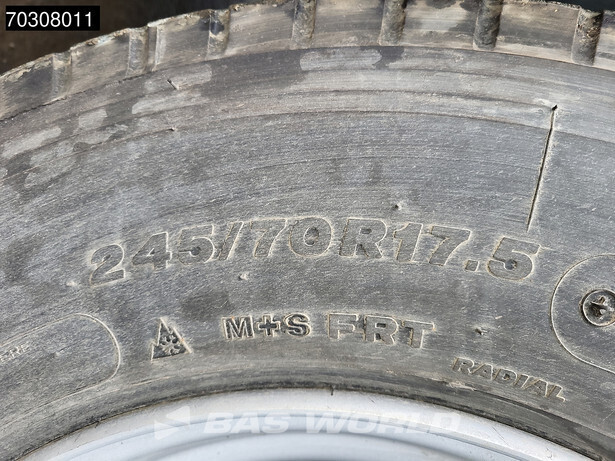 70308011
245/70R17.5
M+S FRT
RADIAL
BAS WORLD